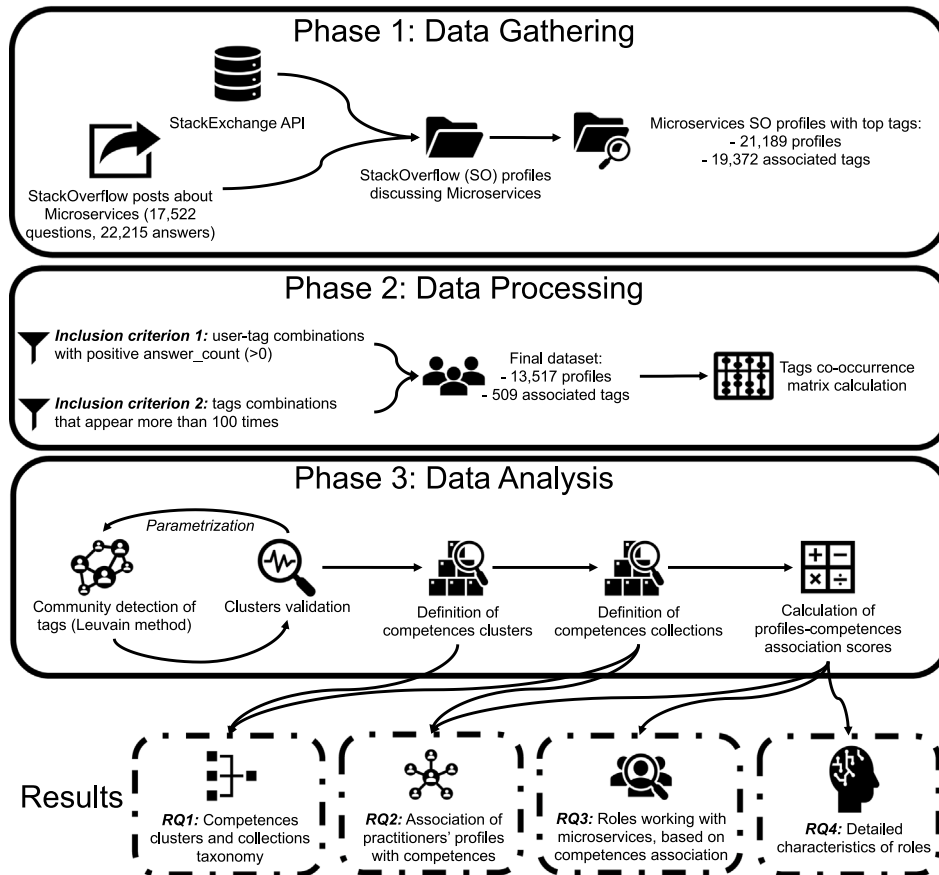 Phase 1: Data Gathering
StackExchange API
StackOverflow posts about
Microservices (17,522
questions, 22,215 answers)
StackOverflow (SO) profiles
discussing Microservices
Microservices SO profiles with top tags:
- 21,189 profiles
- 19,372 associated tags
Phase 2: Data Processing
Inclusion criterion 1: user-tag combinations
with positive answer_count (>0)
Inclusion criterion 2: tags combinations
that appear more than 100 times
Final dataset:
- 13,517 profiles
- 509 associated tags
Tags co-occurrence
matrix calculation
Phase 3: Data Analysis
Parametrization
Community detection of
tags (Leuvain method)
Clusters validation
Definition of
competences clusters
Definition of
competences collections
Calculation of
profiles-competences
association scores
Results
RQ1: Competences
clusters and collections
taxonomy
RQ2: Association of
practitioners' profiles
with competences
RQ3: Roles working with
microservices, based on
competences association
RQ4: Detailed
characteristics of roles